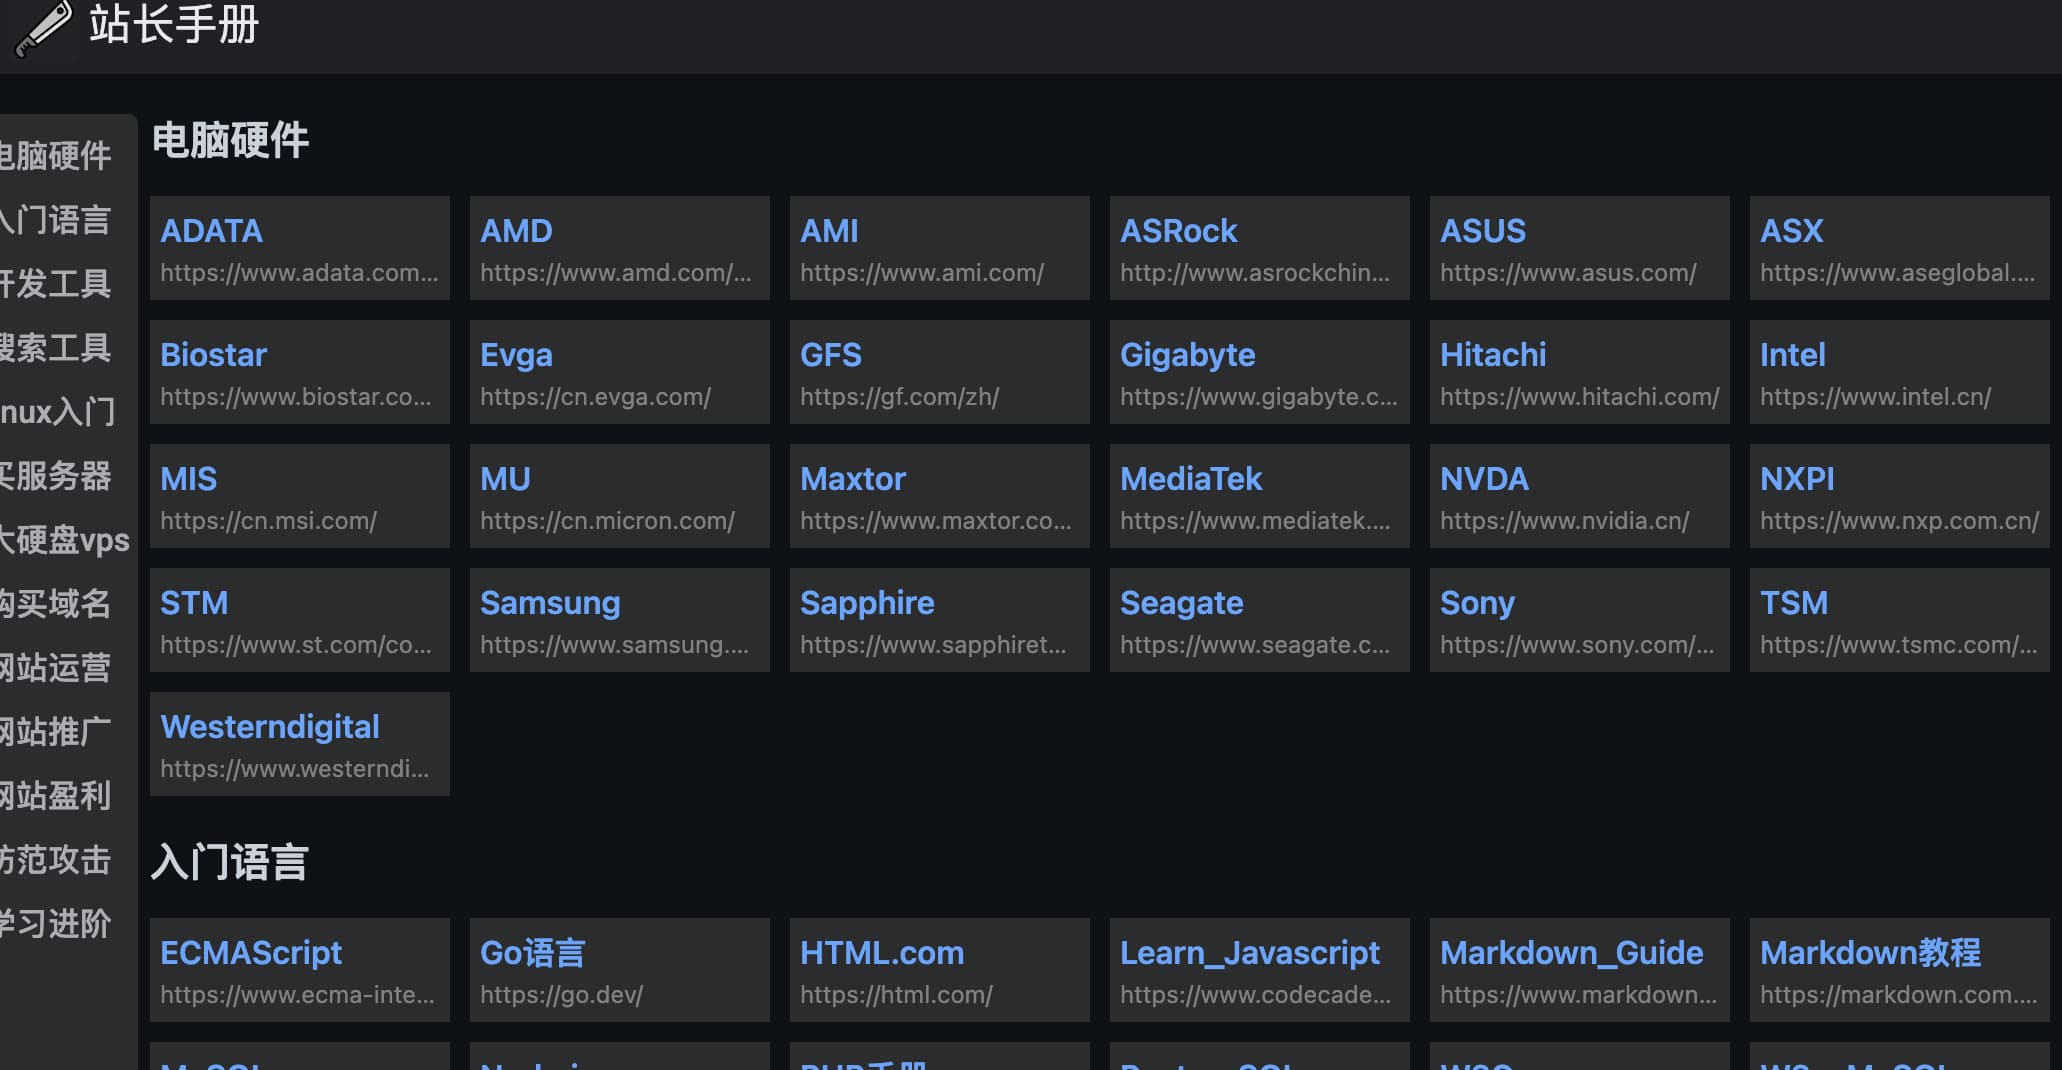 站长手册
电脑硬件
入门语言
开发工具
搜索工具
nux入门
买服务器
大硬盘vps
购买域名
网站运营
网站推广
网站盈利
防范攻击
学习进阶
电脑硬件
ADATA
https://www.adata.com...
AMD
https://www.amd.com/...
AMI
https://www.ami.com/
ASRock
http://www.asrockchin...
ASUS
https://www.asus.com/
ASX
https://www.aseglobal....
Biostar
https://www.biostar.co...
Evga
https://cn.evga.com/
GFS
https://gf.com/zh/
Gigabyte
https://www.gigabyte.c...
Hitachi
https://www.hitachi.com/
Intel
https://www.intel.cn/
MIS
https://cn.msi.com/
MU
https://cn.micron.com/
Maxtor
https://www.maxtor.co...
MediaTek
https://www.mediatek....
NVDA
https://www.nvidia.cn/
NXPI
https://www.nxp.com.cn/
STM
https://www.st.com/co...
Samsung
https://www.samsung....
Sapphire
https://www.sapphiret...
Seagate
https://www.seagate.c...
Sony
https://www.sony.com/...
TSM
https://www.tsmc.com/...
Westerndigital
https://www.westerndi...
入门语言
ECMAScript
https://www.ecma-inte...
Go语言
https://go.dev/
HTML.com
https://html.com/
Learn_Javascript
https://www.codecade...
Markdown_Guide
https://www.markdown...
Markdown教程
https://markdown.com....
PHP手册